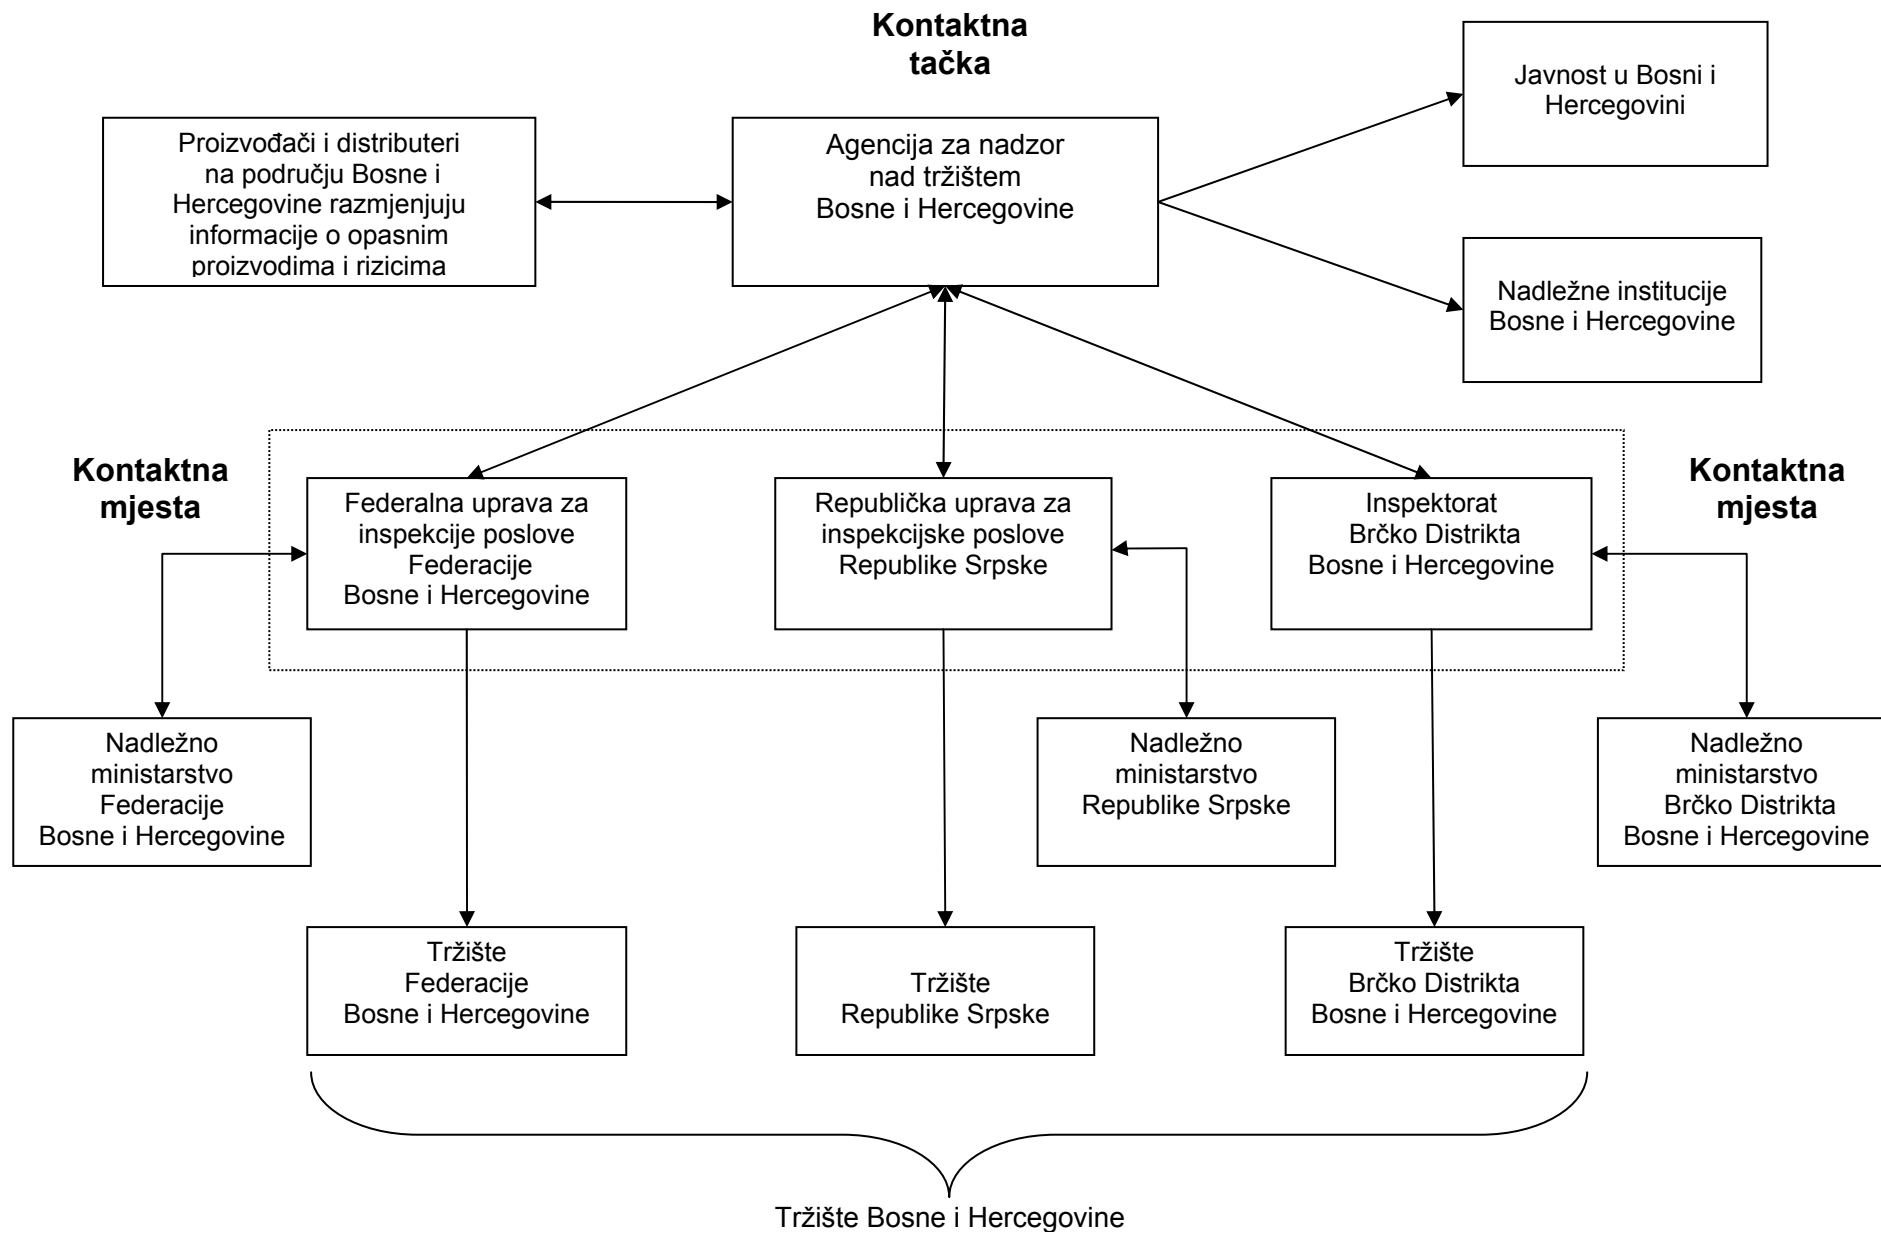 Kontaktna
tačka
Javnost u Bosni i
Hercegovini
Proizvođači i distributeri
na području Bosne i
Hercegovine razmjenjuju
informacije o opasnim
proizvodima i rizicima
Agencija za nadzor
nad tržištem
Bosne i Hercegovine
Nadležne institucije
Bosne i Hercegovine
Kontaktna
mjesta
Federalna uprava za
inspekcije poslove
Federacije
Bosne i Hercegovine
Republička uprava za
inspekcijske poslove
Republike Srpske
Inspektorat
Brčko Distrikta
Bosne i Hercegovine
Kontaktna
mjesta
Nadležno
ministarstvo
Federacije
Bosne i Hercegovine
Nadležno
ministarstvo
Republike Srpske
Nadležno
ministarstvo
Brčko Distrikta
Bosne i Hercegovine
Tržište
Federacije
Bosne i Hercegovine
Tržište
Republike Srpske
Tržište
Brčko Distrikta
Bosne i Hercegovine
Tržište Bosne i Hercegovine